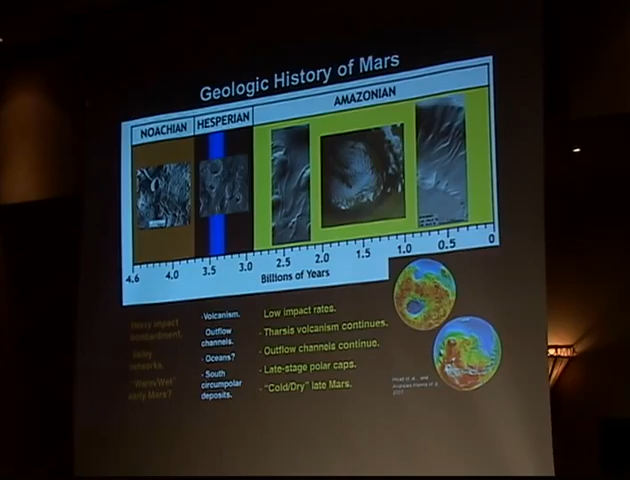 Geologic History of Mars
NOACHIAN
HESPERIAN
AMAZONIAN
4.6
4.0
3.5
3.0
2.5
2.0
1.5
1.0
0.5
0
Billions of Years
Heavy impact
bombardment.
Valley
networks.
"Warm/Wet"
early Mars?
- Volcanism.
Outflow
channels.
- Oceans?
- South
circumpolar
deposits.
Low impact rates.
- Tharsis volcanism continues.
- Outflow channels continue.
- Late-stage polar caps.
- "Cold/Dry" late Mars.